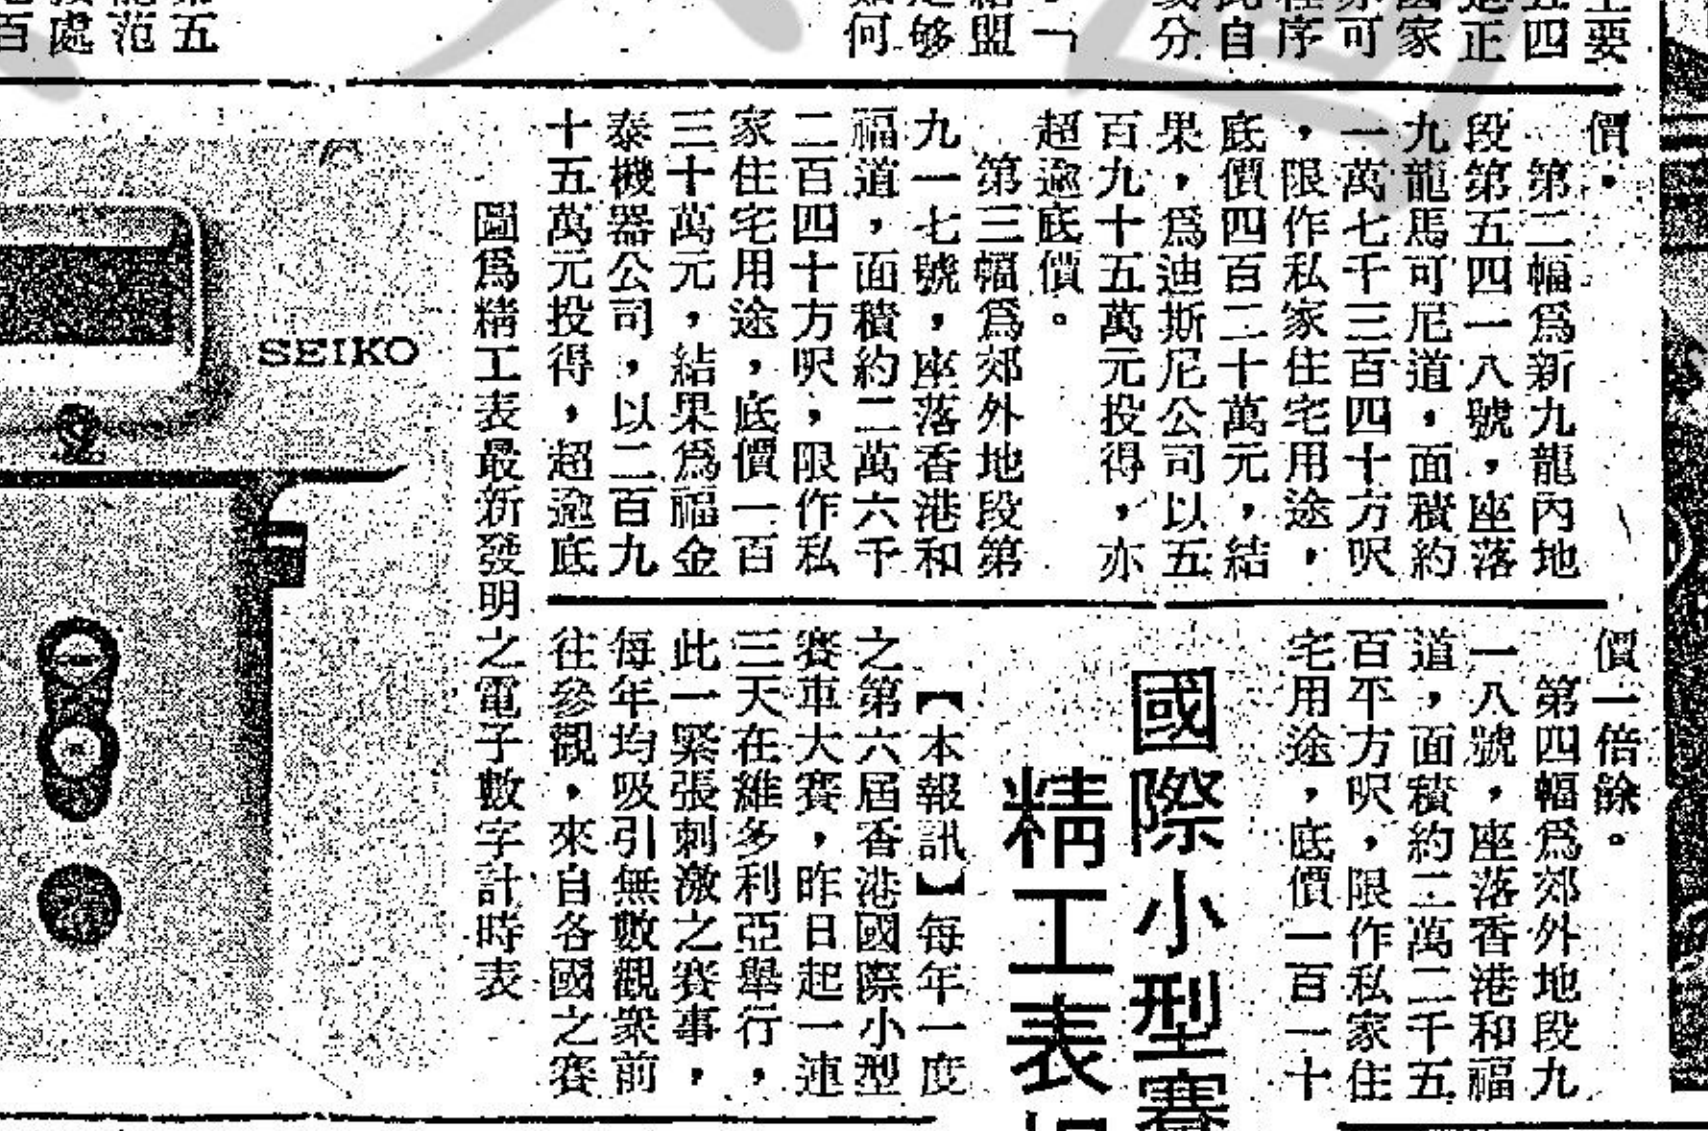 主要
五四
正
國家
亦可
程序
此自
或分
「
結盟
足够
如何
第五
龍范
按處
百
價。
第二幅爲新九龍內地
段第五四一八號，座落
九龍馬可尼道，面積約
一萬七千三百四十方呎
，限作私家住宅用途，
底價四百二十萬元，結
果，爲迪斯尼公司以五
百九十五萬元投得，亦
超逾底價。
第三幅爲郊外地段第
九一七號，座落香港和
福道，面積約二萬六千
二百四十方呎，限作私
家住宅用途，底價一百
三十萬元，結果爲福金
泰機器公司，以二百九
十五萬元投得，超逾底
價一倍餘。
第四幅爲郊外地段九
一八號，座落香港和福
道，面積約二萬二千五
百平方呎，限作私家住
宅用途，底價一百一十
國際小型賽
精工表
【本報訊】每年一度
之第六屆香港國際小型
賽車大賽，昨日起一連
三天在維多利亞舉行，
此一緊張刺激之賽事，
每年均吸引無數觀衆前
往參觀，來自各國之賽
圖爲精工表最新發明之電子數字計時表
SEIKO